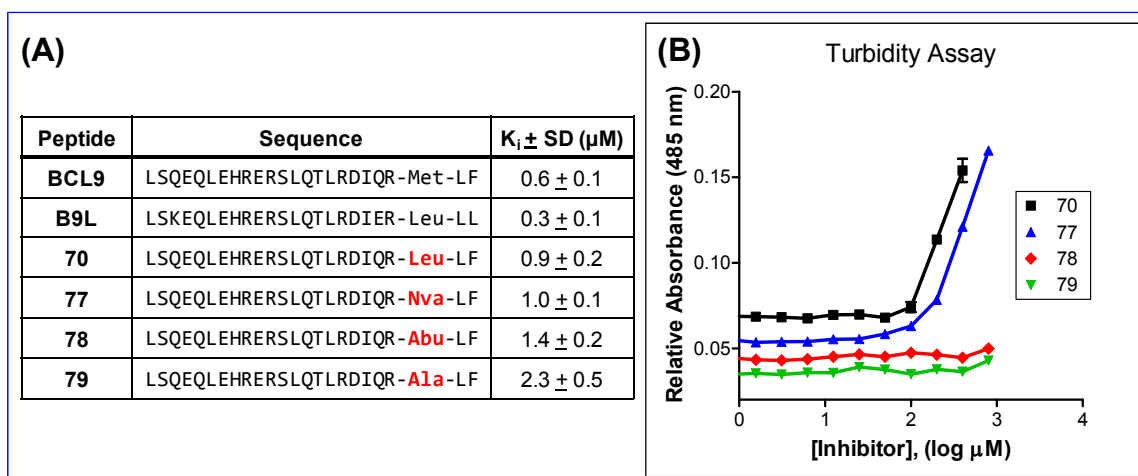 (A)
Peptide Sequence Ki ± SD (µM)
BCL9 LSQEQLEHRERSLQTLRDIQR-Met-LF 0.6 ± 0.1
B9L LSKEQLEHRERSLQTLRDIER-Leu-LL 0.3 ± 0.1
70 LSQEQLEHRERSLQTLRDIQR-Leu-LF 0.9 ± 0.2
77 LSQEQLEHRERSLQTLRDIQR-Nva-LF 1.0 ± 0.1
78 LSQEQLEHRERSLQTLRDIQR-Abu-LF 1.4 ± 0.2
79 LSQEQLEHRERSLQTLRDIQR-Ala-LF 2.3 ± 0.5
(B) Turbidity Assay
Relative Absorbance (485 nm)
0.20
0.15
0.10
0.05
0 1 2 3 4
[Inhibitor], (log µM)
70
77
78
79